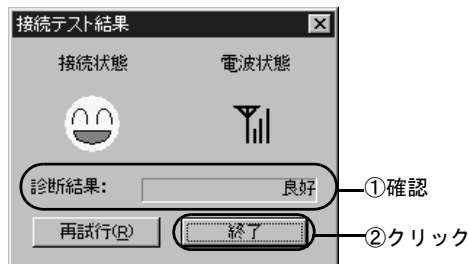 接続テスト結果
接続状態 電波状態
診断結果: 良好 ①確認
再試行(R) 終了 ②クリック